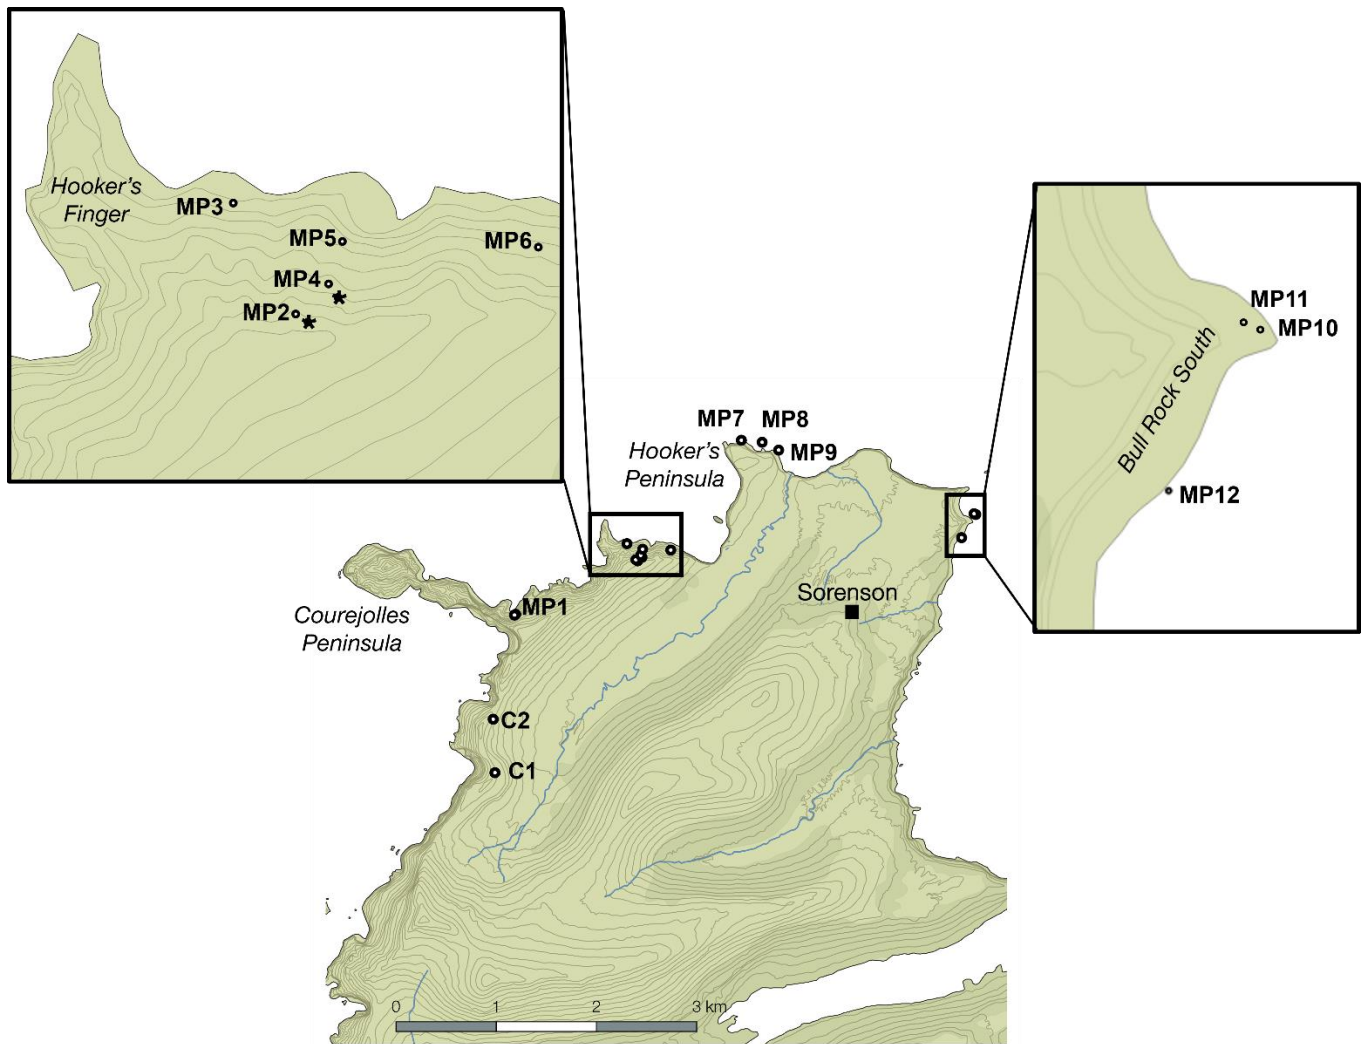 Hooker's
Finger
MP3
MP5
MP6
MP4
*
MP2
*
MP11
MP10
Bull Rock South
MP12
MP7
MP8
Hooker's
Peninsula
MP9
Sorenson
MP1
Courejolles
Peninsula
C2
C1
0 1 2 3 km